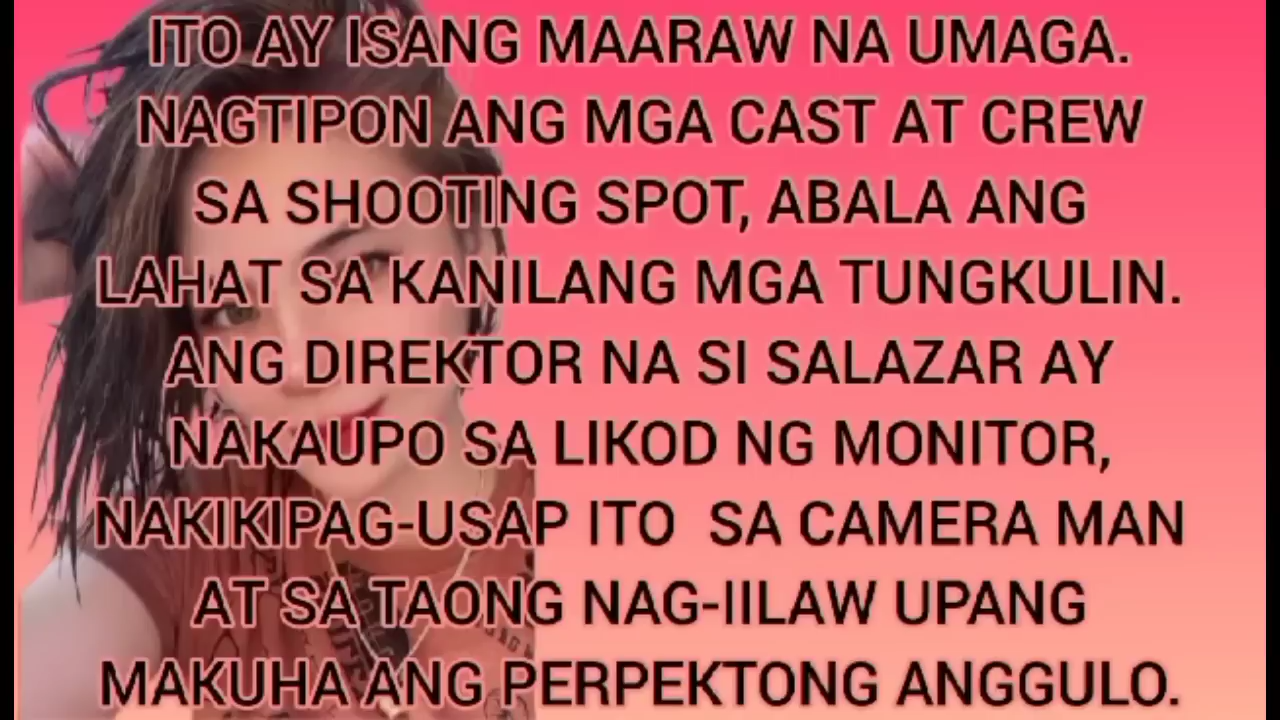 ITO AY ISANG MAARAW NA UMAGA.
NAGTIPON ANG MGA CAST AT CREW
SA SHOOTING SPOT, ABALA ANG
LAHAT SA KANILANG MGA TUNGKULIN.
ANG DIREKTOR NA SI SALAZAR AY
NAKAUPO SA LIKOD NG MONITOR,
NAKIKIPAG-USAP ITO  SA CAMERA MAN
AT SA TAONG NAG-IILAW UPANG
MAKUHA ANG PERPEKTONG ANGGULO.